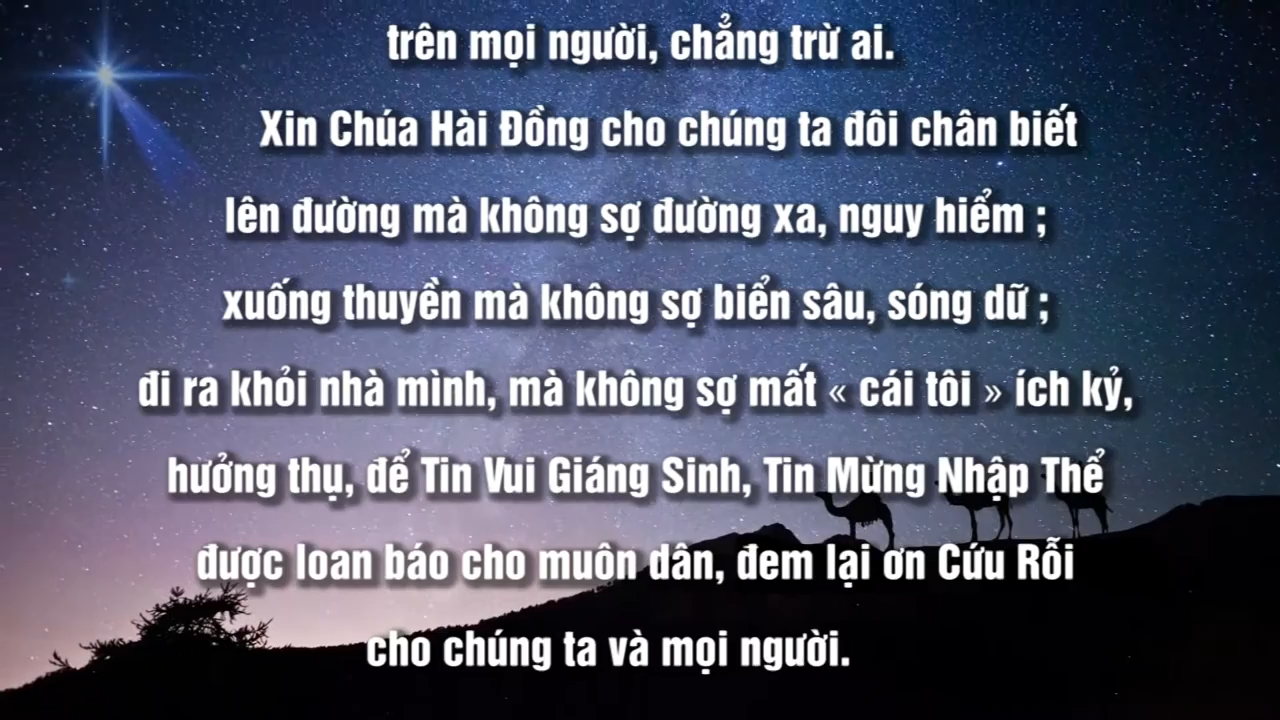 trên mọi người, chẳng trừ ai.
Xin Chúa Hài Đồng cho chúng ta đôi chân biết
lên đường mà không sợ đường xa, nguy hiểm ;
xuống thuyền mà không sợ biển sâu, sóng dữ ;
đi ra khỏi nhà mình, mà không sợ mất « cái tôi » ích kỷ,
hưởng thụ, để Tin Vui Giáng Sinh, Tin Mừng Nhập Thể
được loan báo cho muôn dân, đem lại ơn Cứu Rỗi
cho chúng ta và mọi người.